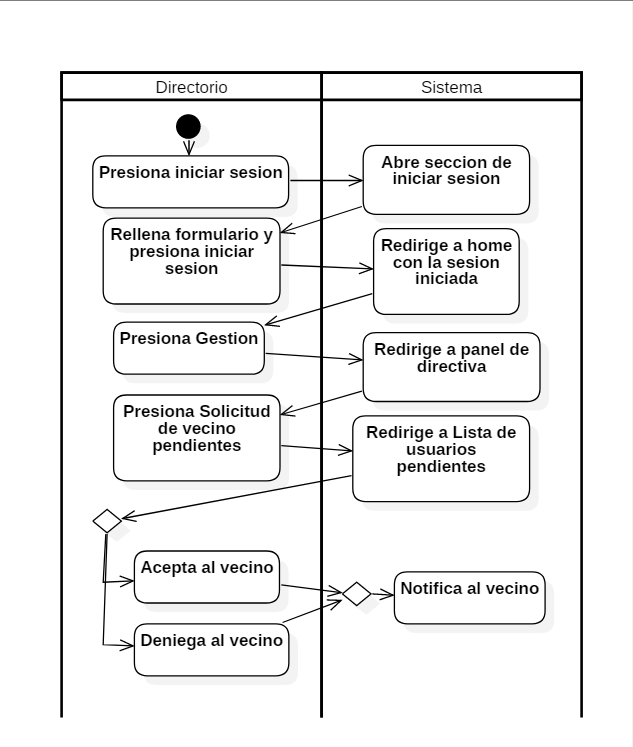 Directorio
Sistema
Presiona iniciar sesion
Abre seccion de
iniciar sesion
Rellena formulario y
presiona iniciar
sesion
Redirige a home
con la sesion
iniciada
Presiona Gestion
Redirige a panel de
directiva
Presiona Solicitud
de vecino
pendientes
Redirige a Lista de
usuarios
pendientes
Acepta al vecino
Notifica al vecino
Deniega al vecino